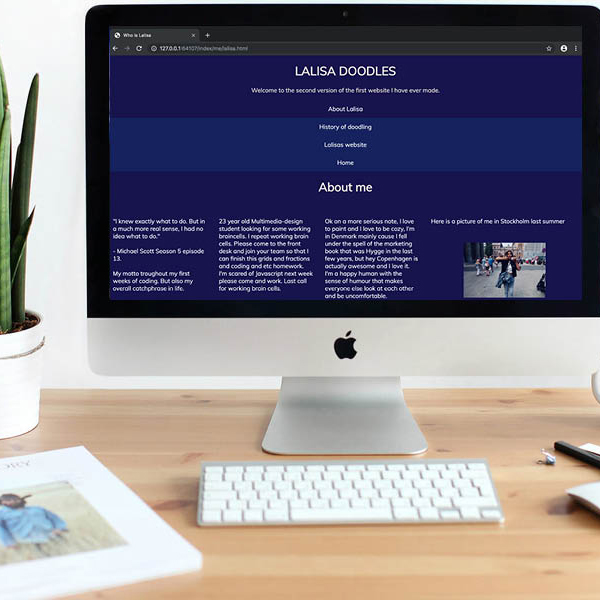 Who is Lalisa
127.0.0.1:64107/index/me/lalisa.html
LALISA DOODLES
Welcome to the second version of the first website I have ever made.
About Lalisa
History of doodling
Lalisas website
Home
About me
"I knew exactly what to do. But in
a much more real sense, I had no
idea what to do."
- Michael Scott Season 5 episode
13.
My motto troughout my first
weeks of coding. But also my
overall catchphrase in life.
23 year old Multimedia-design
student looking for some working
braincells. I repeat working brain
cells. Please come to the front
desk and join your team so that I
can finish this grids and fractions
and coding and etc homework.
I'm scared of Javascript next week
please come and work. Last call
for working brain cells.
Ok on a more serious note, I love
to paint and I love to be cozy, I'm
in Denmark mainly cause I fell
under the spell of the marketing
book that was Hygge in the last
few years, but hey Copenhagen is
actually awesome and I love it.
I'm a happy human with the
sense of humour that makes
everyone else look at each other
and be uncomfortable.
Here is a picture of me in Stockholm last summer